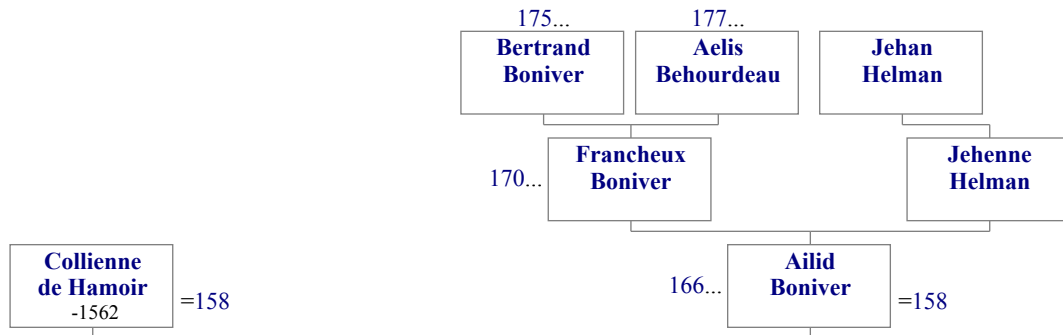 175...
177...
Bertrand
Boniver
Aelis
Behourdeau
Jehan
Helman
170...
Francheux
Boniver
Jehenne
Helman
Collienne
de Hamoir
-1562
=158
166...
Ailid
Boniver
=158